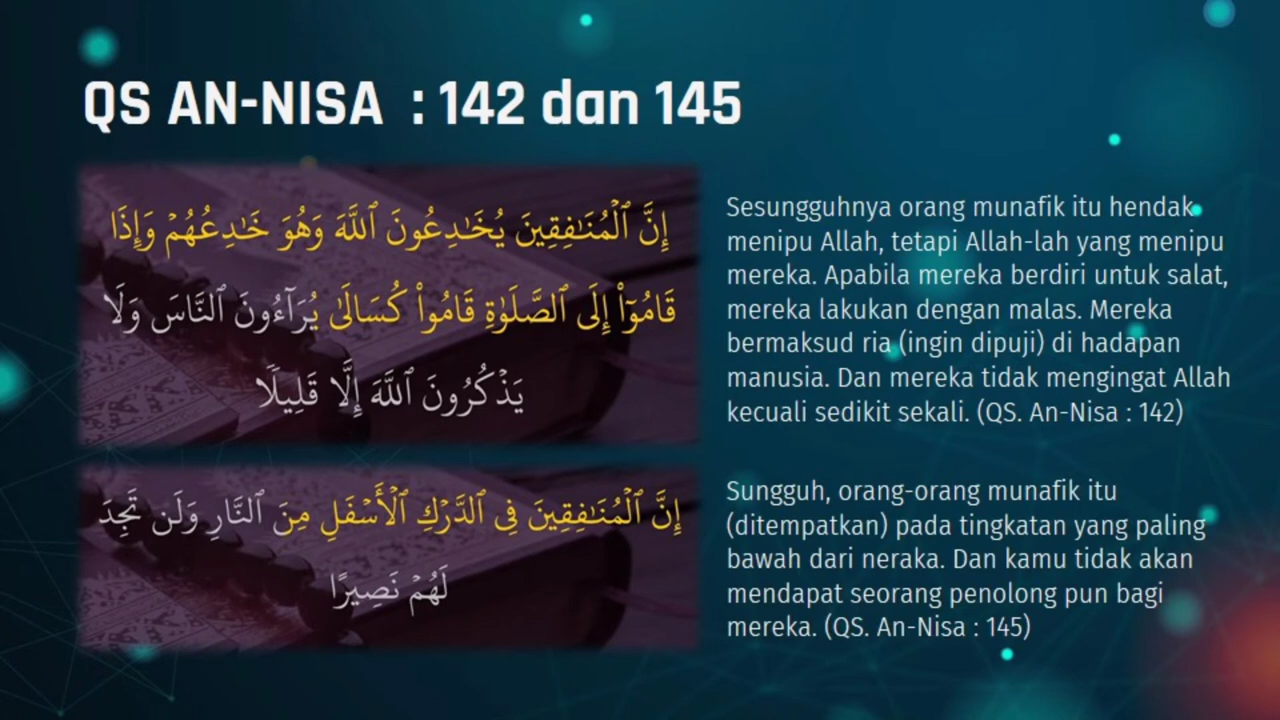 QS AN-NISA : 142 dan 145
إِنَّ ٱلْمُنَـٰفِقِينَ يُخَـٰدِعُونَ ٱللَّهَ وَهُوَ خَـٰدِعُهُمْ وَإِذَا
قَامُوٓا۟ إِلَى ٱلصَّلَوٰةِ قَامُوا۟ كُسَالَىٰ يُرَآءُونَ ٱلنَّاسَ وَلَا
يَذْكُرُونَ ٱللَّهَ إِلَّا قَلِيلًا
Sesungguhnya orang munafik itu hendak
menipu Allah, tetapi Allah-lah yang menipu
mereka. Apabila mereka berdiri untuk salat,
mereka lakukan dengan malas. Mereka
bermaksud ria (ingin dipuji) di hadapan
manusia. Dan mereka tidak mengingat Allah
kecuali sedikit sekali. (QS. An-Nisa : 142)
إِنَّ ٱلْمُنَـٰفِقِينَ فِى ٱلدَّرْكِ ٱلْأَسْفَلِ مِنَ ٱلنَّارِ وَلَن تَجِدَ
لَهُمْ نَصِيرًا
Sungguh, orang-orang munafik itu
(ditempatkan) pada tingkatan yang paling
bawah dari neraka. Dan kamu tidak akan
mendapat seorang penolong pun bagi
mereka. (QS. An-Nisa : 145)